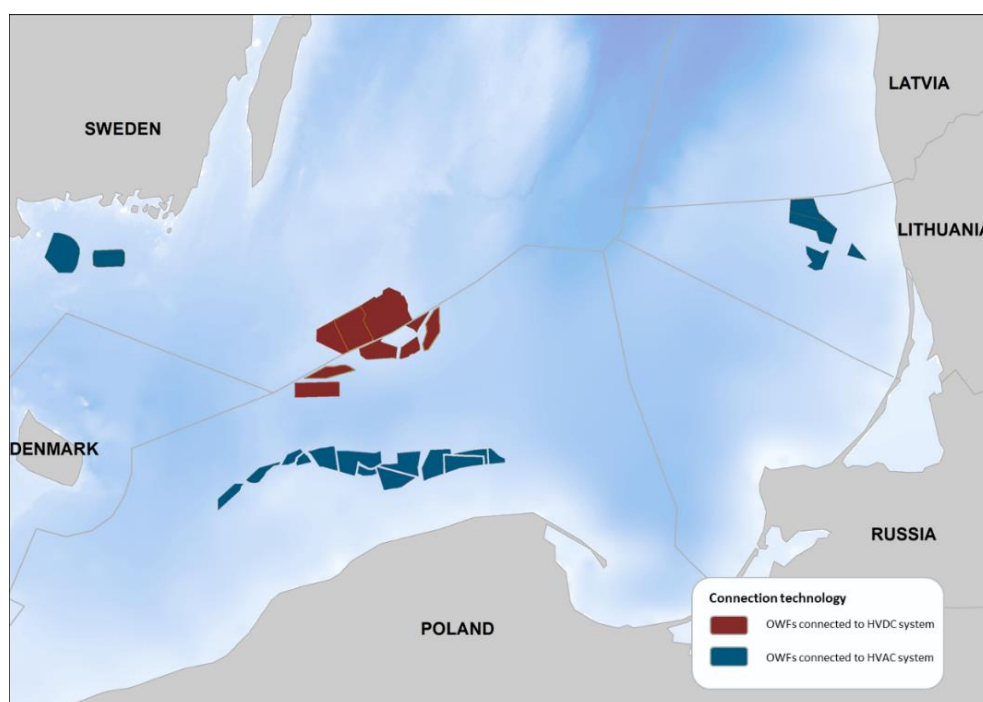 LATVIA
SWEDEN
LITHUANIA
DENMARK
RUSSIA
POLAND
Connection technology
OWFs connected to HVDC system
OWFs connected to HVAC system